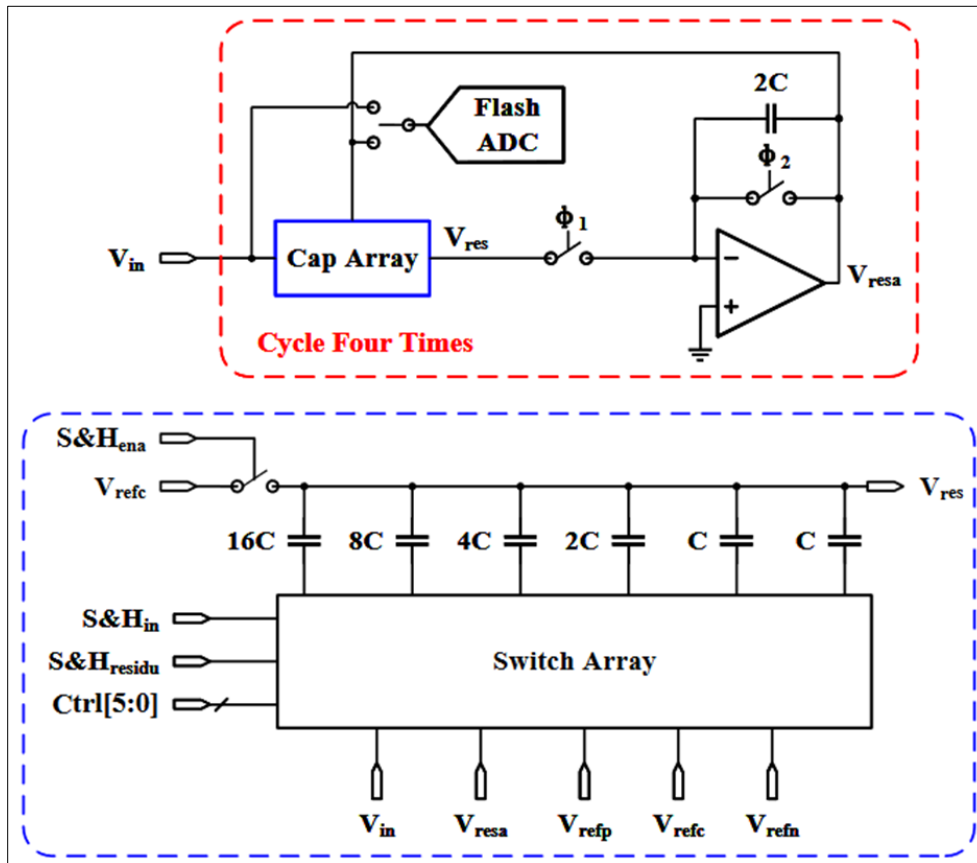 2C
Flash
ADC
Φ2
Φ1
Vin
Cap Array
Vres
Vresa
Cycle Four Times
S&Hena
Vrefc
Vres
16C
8C
4C
2C
C
C
S&Hin
S&Hresidu
Ctrl[5:0]
Switch Array
Vin
Vresa
Vrefp
Vrefc
Vrefn